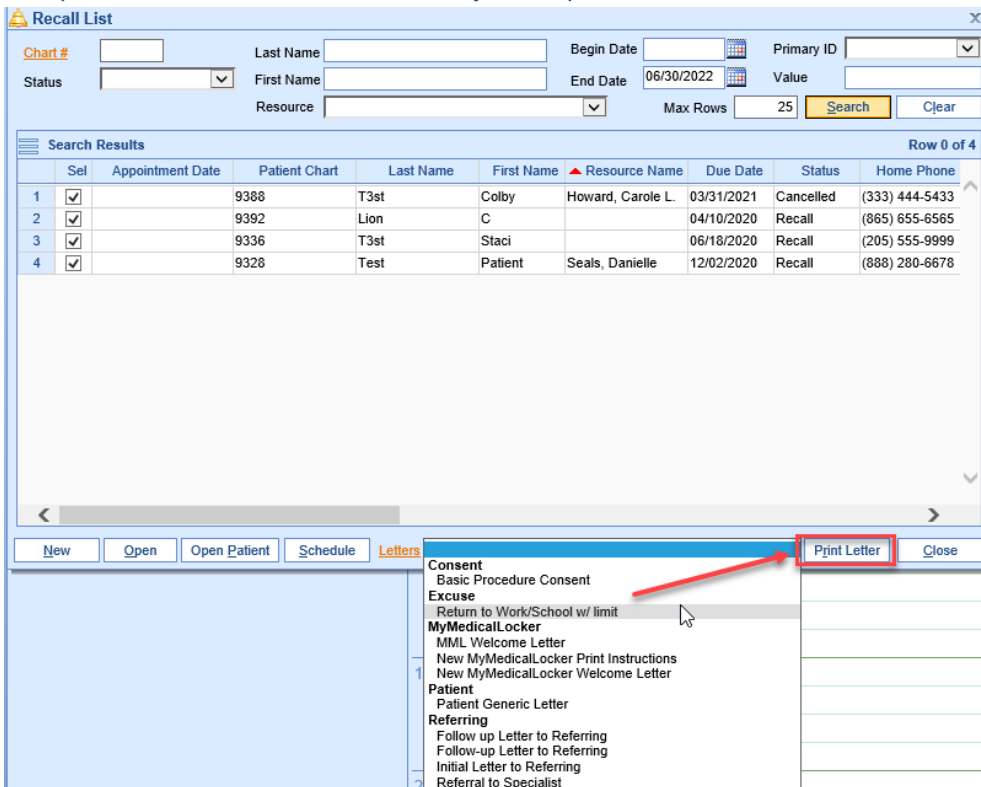 Recall List x
Chart # Last Name Begin Date Primary ID
Status First Name End Date 06/30/2022 Value
Resource Max Rows 25 Search Clear
Search Results Row 0 of 4
Sel Appointment Date Patient Chart Last Name First Name Resource Name Due Date Status Home Phone
1 9388 T3st Colby Howard, Carole L. 03/31/2021 Cancelled (333) 444-5433
2 9392 Lion C 04/10/2020 Recall (865) 655-6565
3 9336 T3st Staci 06/18/2020 Recall (205) 555-9999
4 9328 Test Patient Seals, Danielle 12/02/2020 Recall (888) 280-6678
New Open Open Patient Schedule Letters Print Letter Close
Consent
Basic Procedure Consent
Excuse
Return to Work/School w/ limit
MyMedicalLocker
MML Welcome Letter
New MyMedicalLocker Print Instructions
1 New MyMedicalLocker Welcome Letter
Patient
Patient Generic Letter
Referring
Follow up Letter to Referring
Follow-up Letter to Referring
Initial Letter to Referring
2 Referral to Specialist